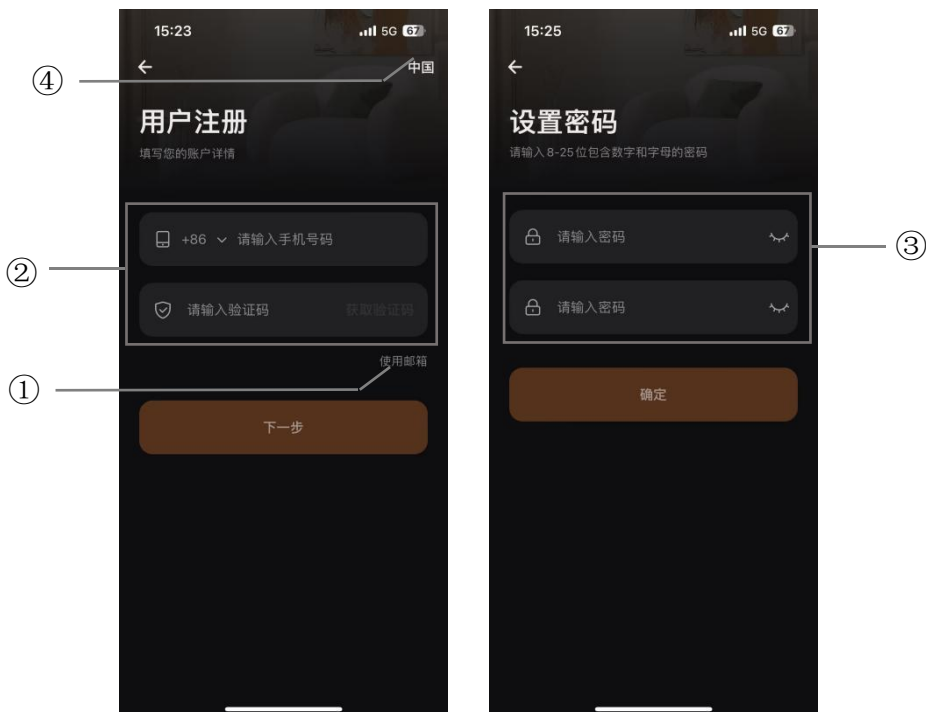 15:23
5G 67
④
中国
用户注册
填写您的账户详情
②
+86 请输入手机号码
请输入验证码 获取验证码
使用邮箱
①
下一步
15:25
5G 67
设置密码
请输入8-25位包含数字和字母的密码
请输入密码
③
请输入密码
确定